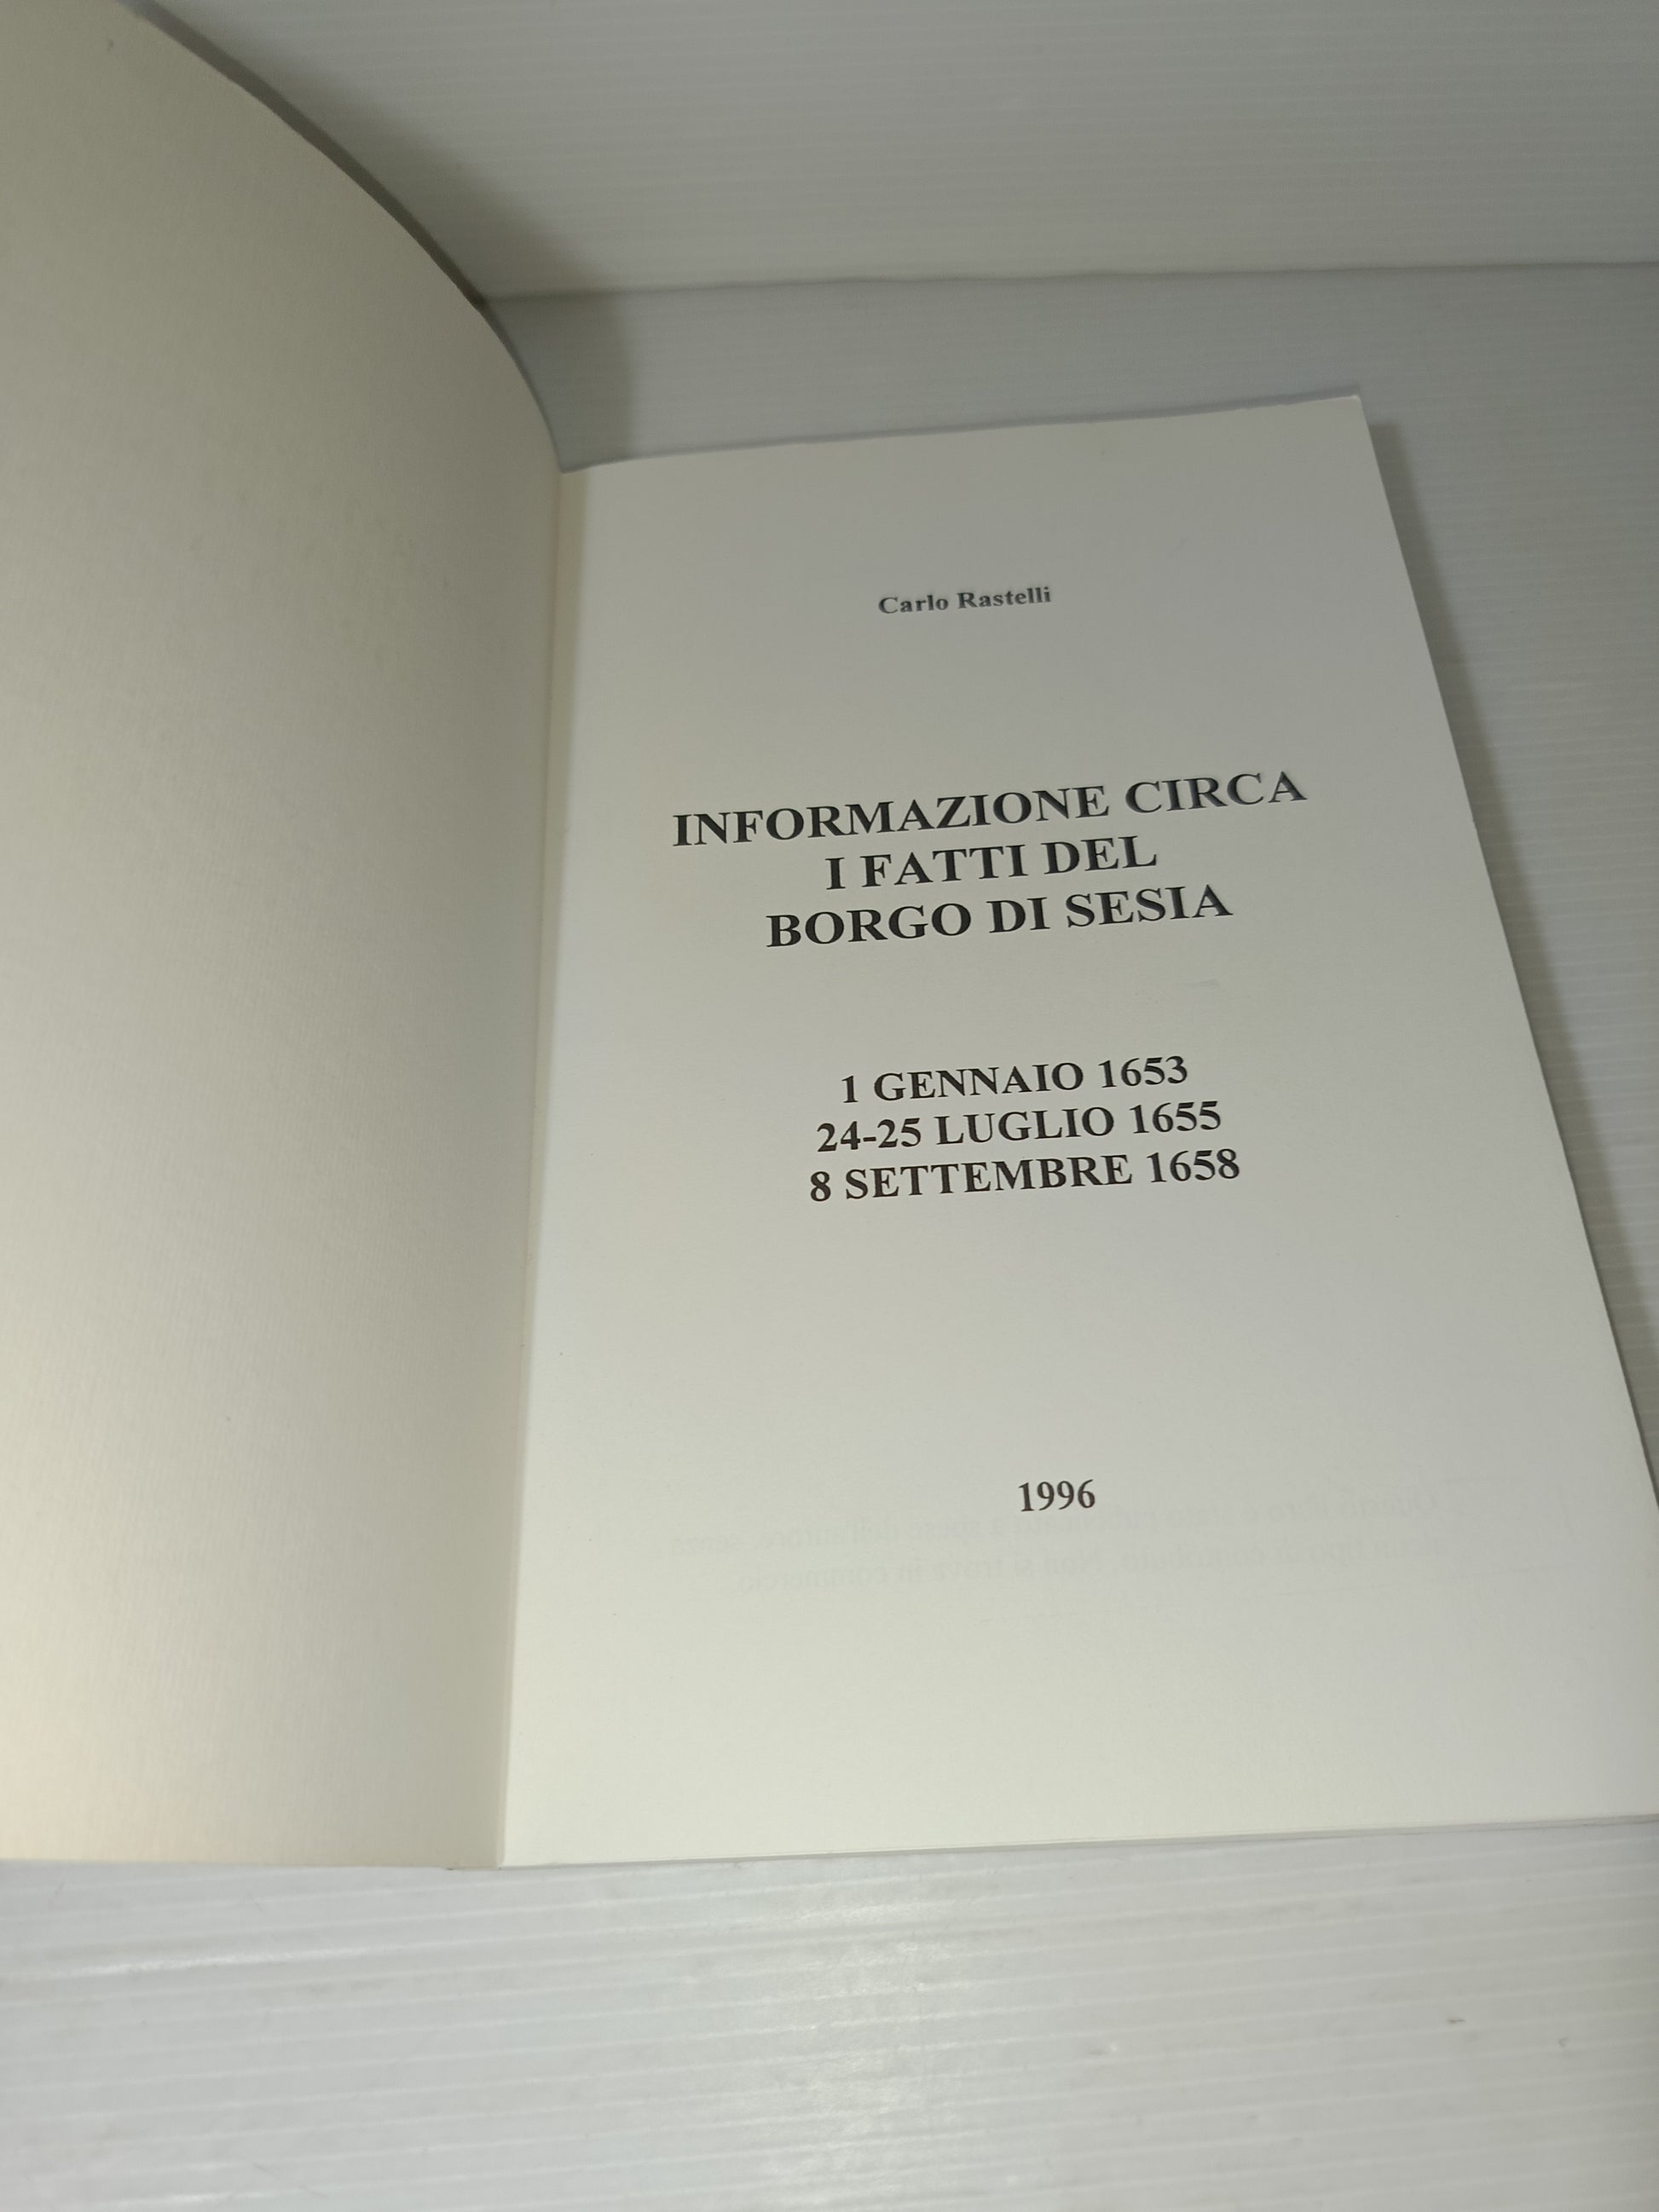 Carlo Rastelli
INFORMAZIONE CIRCA
I FATTI DEL
BORGO DI SESIA
1 GENNAIO 1653
24-25 LUGLIO 1655
8 SETTEMBRE 1658
1996